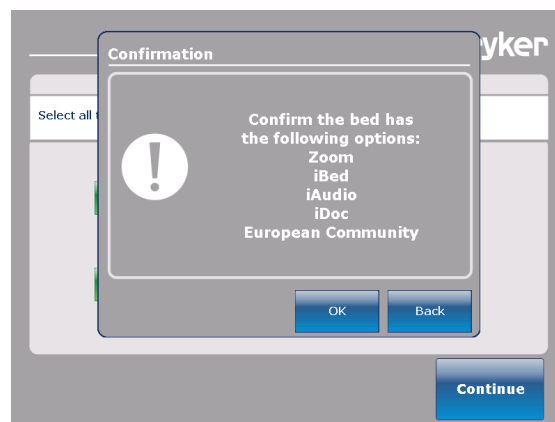 yker
Confirmation
Select all
Confirm the bed has
the following options:
Zoom
iBed
iAudio
iDoc
European Community
OK
Back
Continue